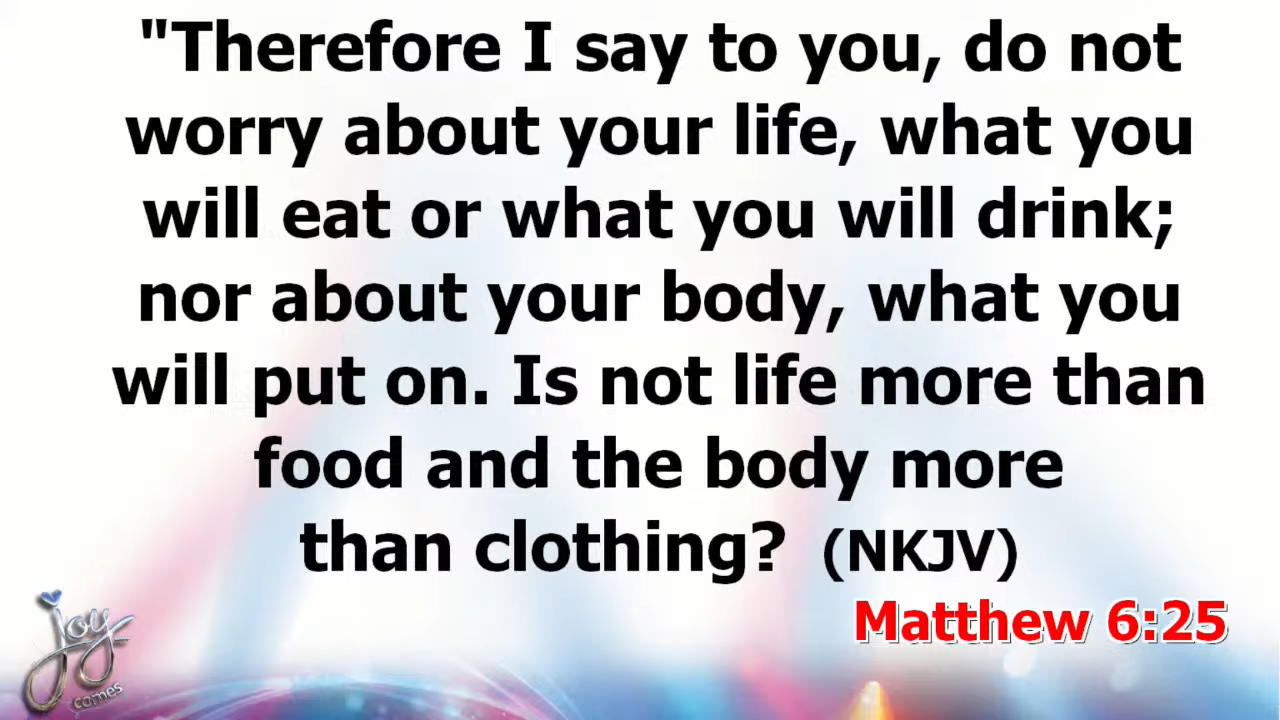 "Therefore I say to you, do not
worry about your life, what you
will eat or what you will drink;
nor about your body, what you
will put on. Is not life more than
food and the body more
than clothing? (NKJV)
Matthew 6:25
joy
comes